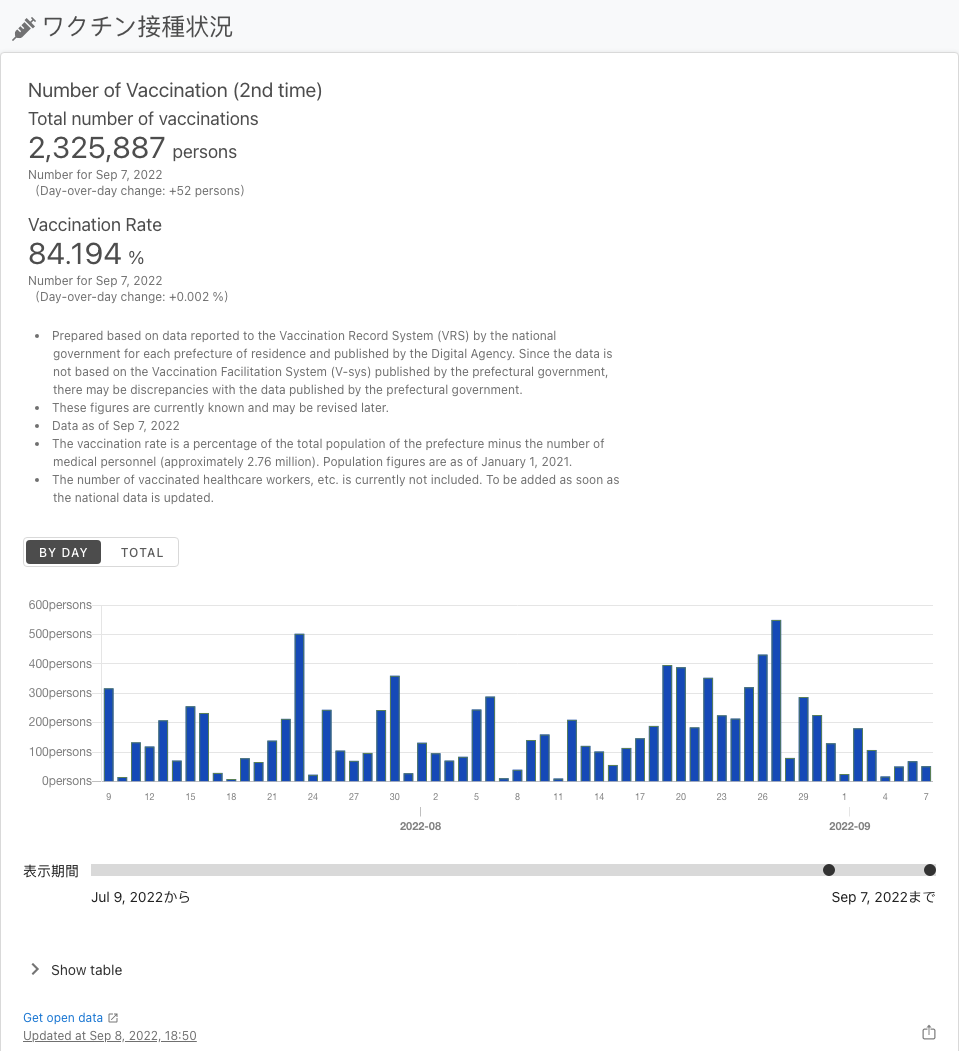 ワクチン接種状況
Number of Vaccination (2nd time)
Total number of vaccinations
2,325,887 persons
Number for Sep 7, 2022
(Day-over-day change: +52 persons)
Vaccination Rate
84.194 %
Number for Sep 7, 2022
(Day-over-day change: +0.002 %)
• Prepared based on data reported to the Vaccination Record System (VRS) by the national
government for each prefecture of residence and published by the Digital Agency. Since the data is
not based on the Vaccination Facilitation System (V-sys) published by the prefectural government,
there may be discrepancies with the data published by the prefectural government.
• These figures are currently known and may be revised later.
• Data as of Sep 7, 2022
• The vaccination rate is a percentage of the total population of the prefecture minus the number of
medical personnel (approximately 2.76 million). Population figures are as of January 1, 2021.
• The number of vaccinated healthcare workers, etc. is currently not included. To be added as soon as
the national data is updated.
BY DAY TOTAL
600persons
500persons
400persons
300persons
200persons
100persons
0persons
9 12 15 18 21 24 27 30 2 5 8 11 14 17 20 23 26 29 1 4 7
2022-08 2022-09
表示期間
Jul 9, 2022から Sep 7, 2022まで
Show table
Get open data
Updated at Sep 8, 2022, 18:50